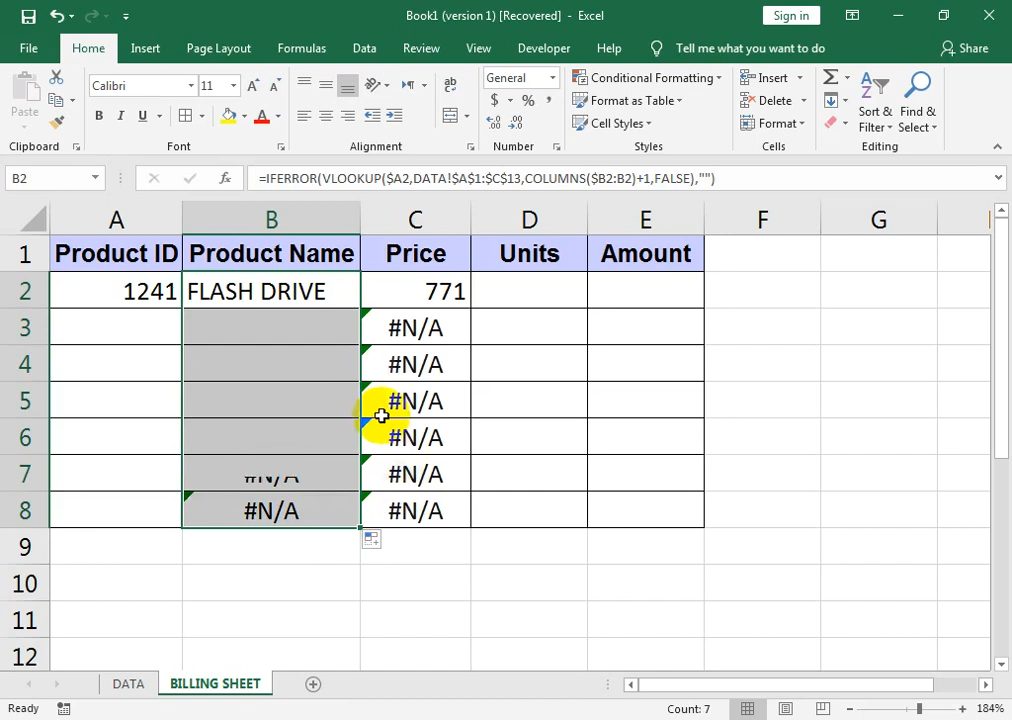 Book1 (version 1) [Recovered] - Excel
Sign in
File Home Insert Page Layout Formulas Data Review View Developer Help Tell me what you want to do Share
Paste
Calibri 11
B I U
General
$ % ,
Conditional Formatting
Format as Table
Cell Styles
Insert
Delete
Format
Sort & Filter
Find & Select
Clipboard Font Alignment Number Styles Cells Editing
B2 fx =IFERROR(VLOOKUP($A2,DATA!$A$1:$C$13,COLUMNS($B2:B2)+1,FALSE),"")
A B C D E F G
1 Product ID Product Name Price Units Amount
2 1241 FLASH DRIVE 771
3 #N/A
4 #N/A
5 #N/A
6 #N/A
7 #N/A #N/A
8 #N/A #N/A
9
10
11
12
DATA BILLING SHEET
Ready Count: 7 184%